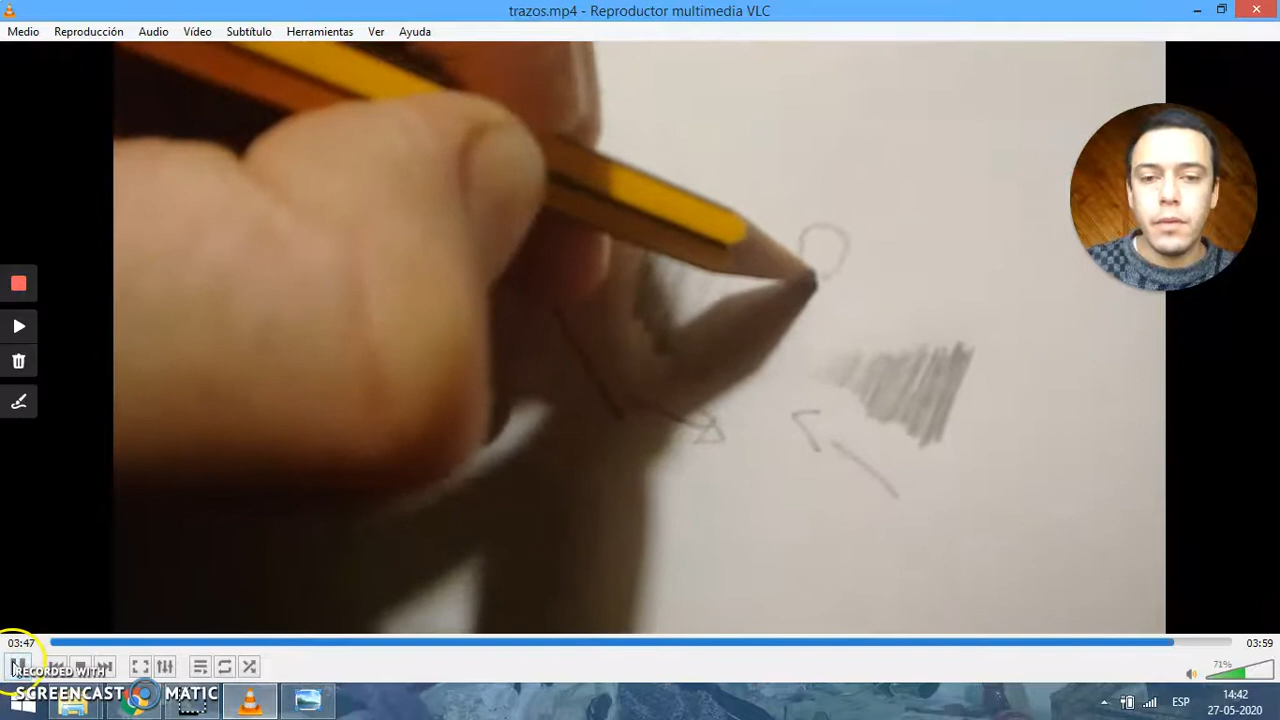 trazos.mp4 - Reproductor multimedia VLC
Medio Reproducción Audio Vídeo Subtítulo Herramientas Ver Ayuda
03:47
03:59
71%
RECORDED WITH
SCREENCAST MATIC
ESP
14:42
27-05-2020